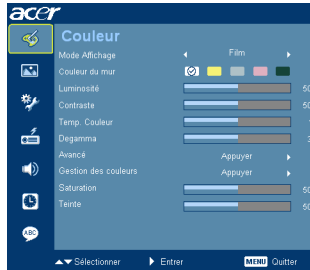 acer
Couleur
Mode Affichage Film
Couleur du mur
Luminosité 50
Contraste 50
Temp. Couleur
Degamma
Avancé Appuyer
Gestion des couleurs Appuyer
Saturation 50
Teinte 50
ABC
Sélectionner Entrer MENU Quitter